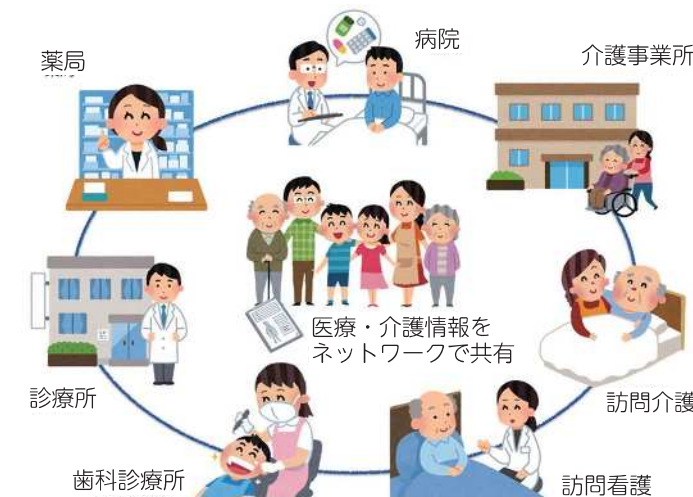 病院
薬局
介護事業所
医療・介護情報を
ネットワークで共有
診療所
訪問介護
歯科診療所
訪問看護